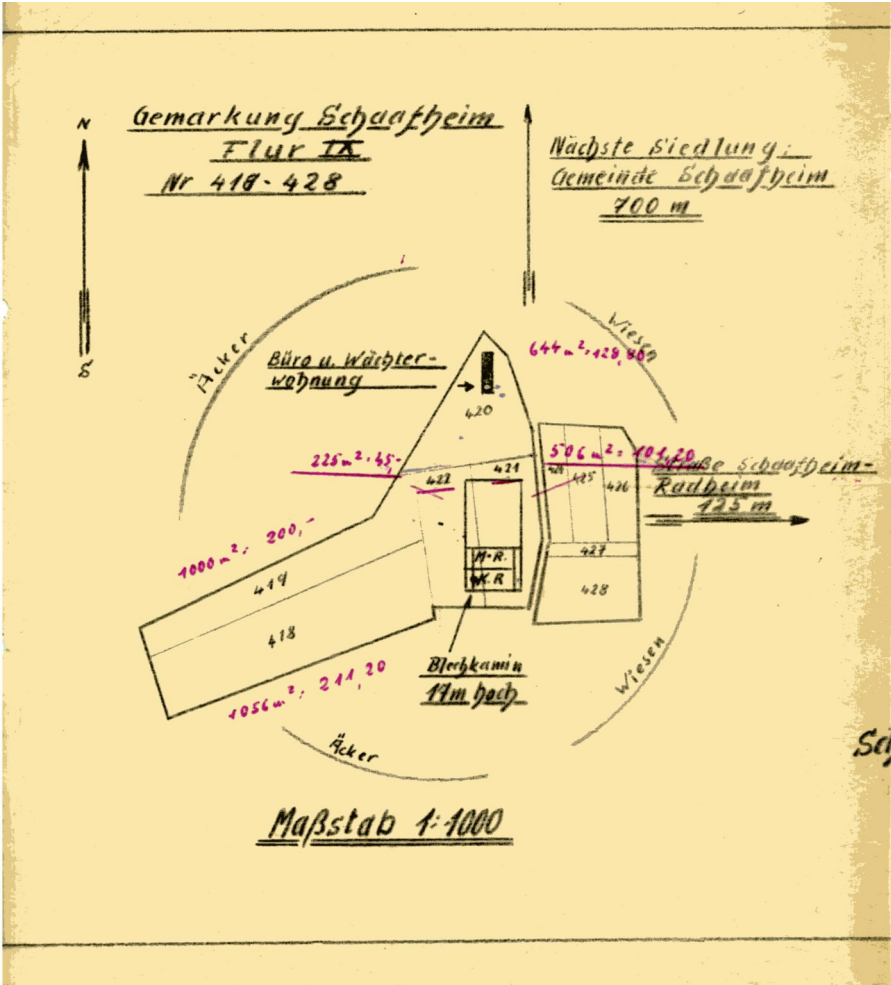 N
S
Gemarkung Schaafheim
Flur IX
Nr 418-428
Nächste Siedlung:
Gemeinde Schaafheim
700 m
Äcker
Wiesen
Büro u. Wächter-
wohnung
644 m²: 128,80
420
225 m²: 45,-
506 m²: 101,20
Straße Schaafheim-
Radheim
125 m
422
421
425
426
427
428
M-R.
K.R
1000 m²: 200,-
419
418
1056 m²: 211,20
Blechkamin
17m hoch
Wiesen
Äcker
Sch
Maßstab 1:1000